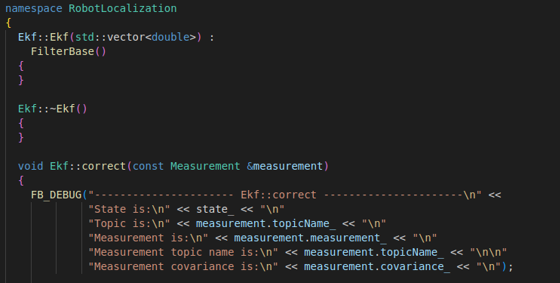 namespace RobotLocalization
{
  Ekf::Ekf(std::vector<double>) :
    FilterBase()
  {
  }

  Ekf::~Ekf()
  {
  }

  void Ekf::correct(const Measurement &measurement)
  {
    FB_DEBUG("---------------------- Ekf::correct ----------------------\n" <<
             "State is:\n" << state_ << "\n"
             "Topic is:\n" << measurement.topicName_ << "\n"
             "Measurement is:\n" << measurement.measurement_ << "\n"
             "Measurement topic name is:\n" << measurement.topicName_ << "\n\n"
             "Measurement covariance is:\n" << measurement.covariance_ << "\n");